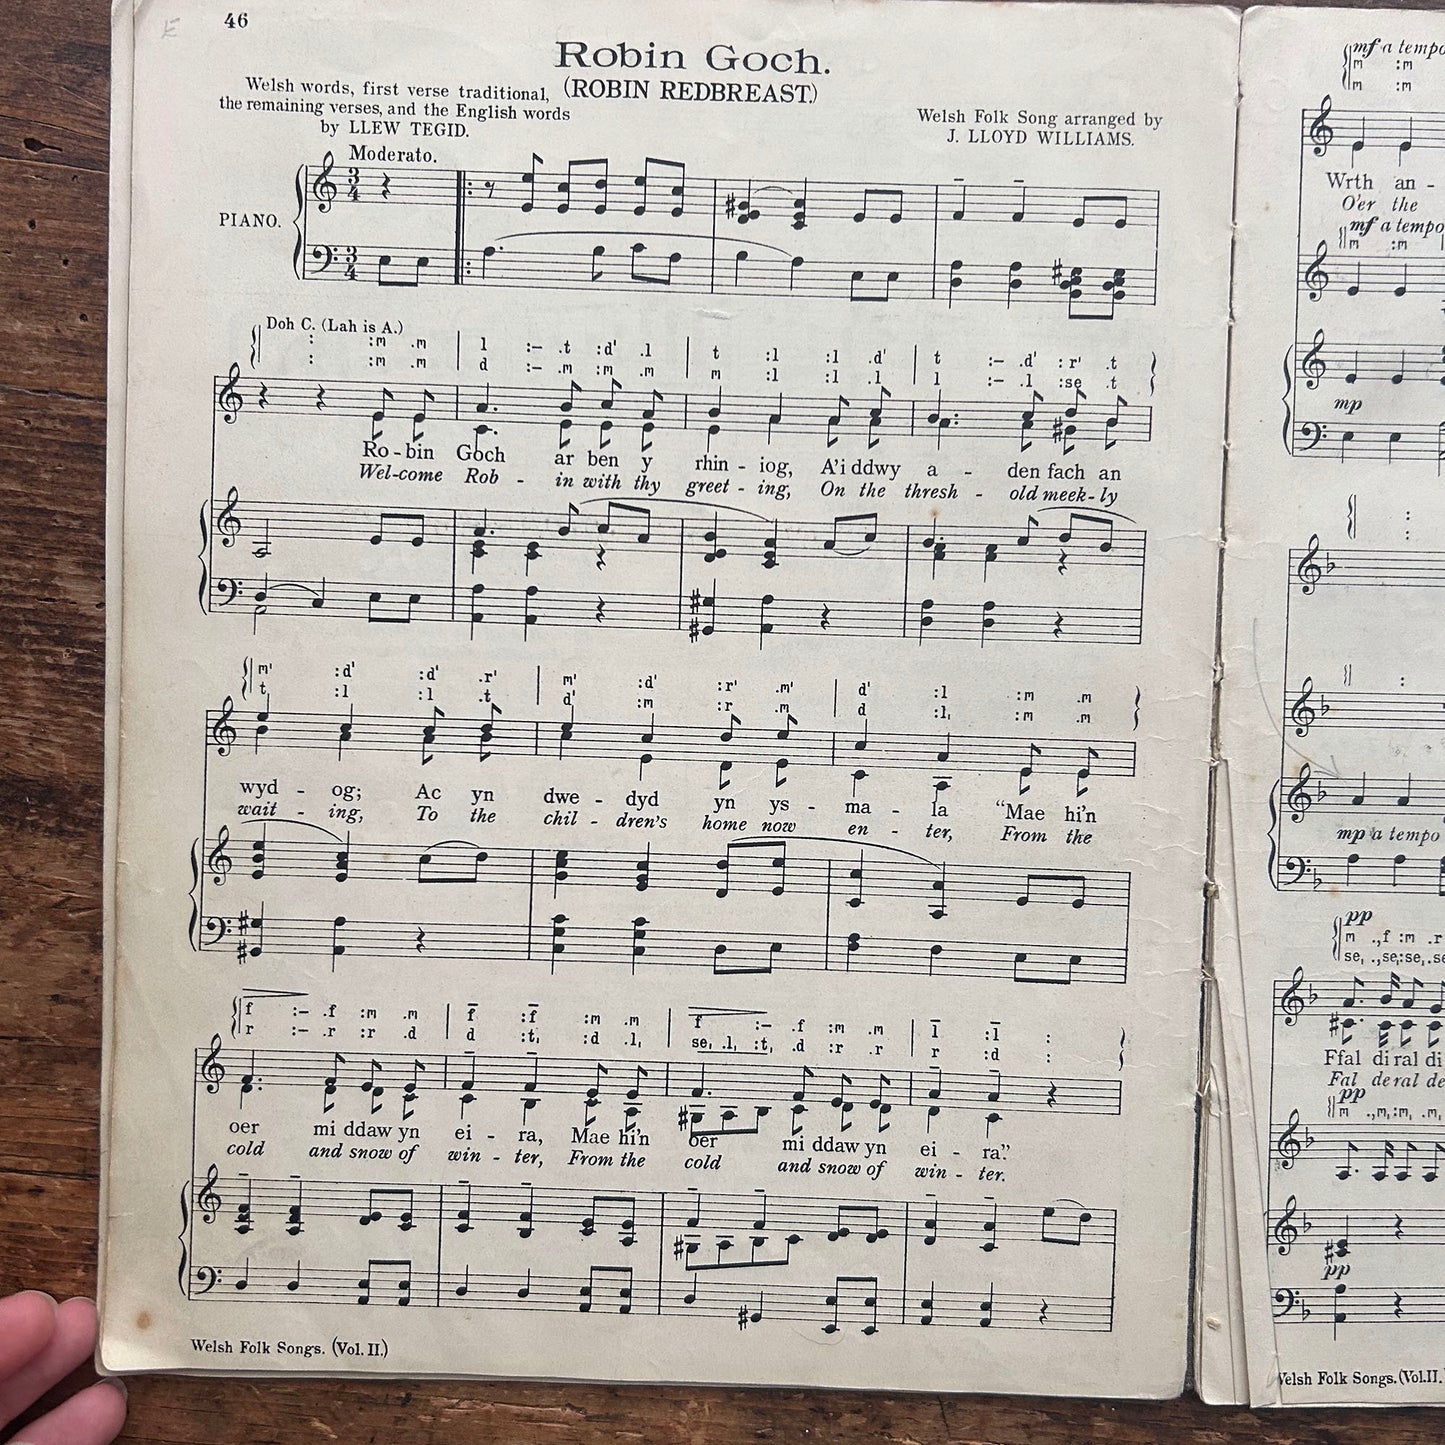 46
Robin Goch.
(ROBIN REDBREAST.)
Welsh words, first verse traditional,
the remaining verses, and the English words
by LLEW TEGID.
Welsh Folk Song arranged by
J. LLOYD WILLIAMS.
Moderato.
PIANO.
Doh C. (Lah is A.)
: :m .m | l :– .t :d' .l | t :l :l .d' | t :– .d' :r' .t
: :m .m | d :– .m :m .m | m :l :l .l | l :– .l :se .t
Ro-bin Goch ar ben y rhin - iog, A'i ddwy a - den fach an
Wel-come Rob - in with thy greet - ing, On the thresh - old meek-ly
m' :d' :d' .r' | m' :d' :r' .m' | d' :l :m .m
t :l :l .t | d' :m :r .m | d :l, :m .m
wyd - og; Ac yn dwe - dyd yn ys - ma - la "Mae hi'n
wait - ing, To the chil - dren's home now en - ter, From the
f :– .f :m .m | f :f :m .m | f :– .f :m .m | l :l :
r :– .r :r .d | d :t, :d .l, | se, .l, :t, .d :r .r | r :d :
oer mi ddaw yn ei - ra, Mae hi'n oer mi ddaw yn ei - ra."
cold and snow of win - ter, From the cold and snow of win - ter.
Welsh Folk Songs. (Vol. II.)
mf a tempo
m :m
m :m
Wrth an -
O'er the
mf a tempo
m :m
mp
mp a tempo
pp
m .,f :m .r
se, .,se,:se, .se
Ffal di ral di
Fal de ral de
pp
m .,m, :m, .m,
pp
Welsh Folk Songs. (Vol.II.)